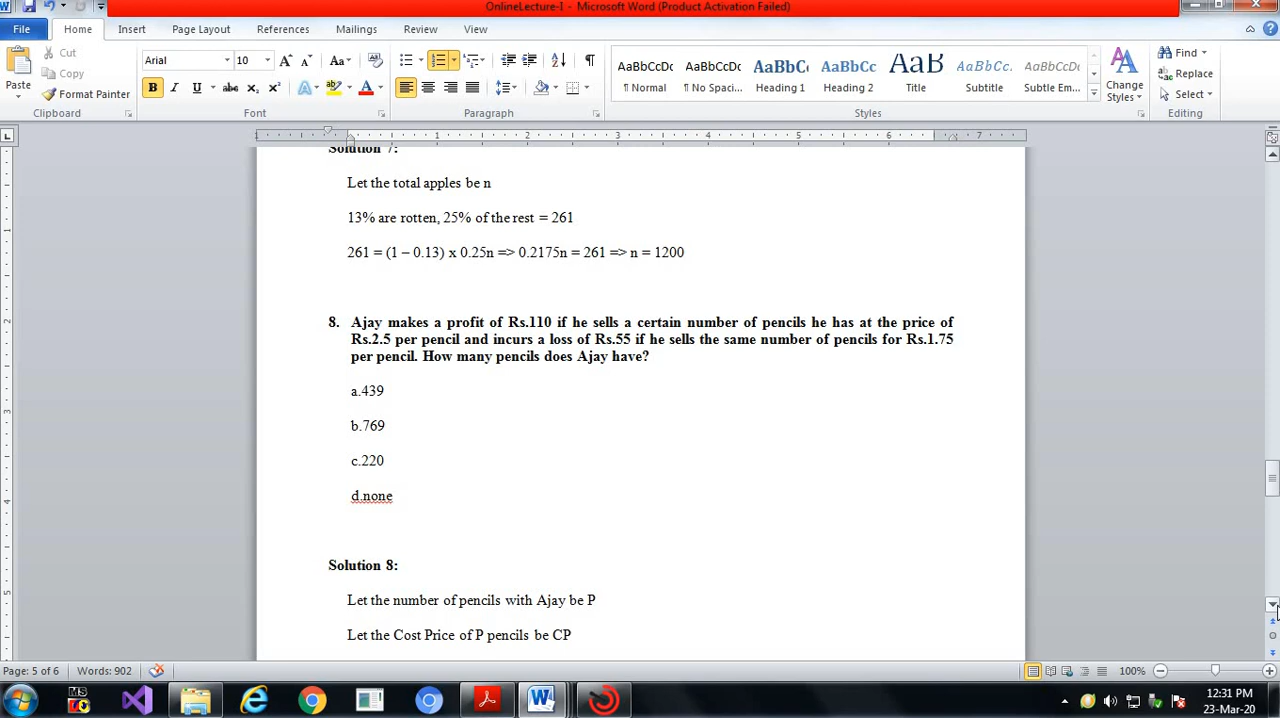 OnlineLecture-I - Microsoft Word (Product Activation Failed)
File Home Insert Page Layout References Mailings Review View
Cut
Copy
Format Painter
Paste
Arial 10
Find
Replace
Select
Change
Styles
AaBbCcDc AaBbCcDc AaBbC AaBbCc AaB AaBbCc. AaBbCcDc
¶ Normal ¶ No Spaci... Heading 1 Heading 2 Title Subtitle Subtle Em...
Clipboard Font Paragraph Styles Editing
Solution 7:
Let the total apples be n
13% are rotten, 25% of the rest = 261
261 = (1 – 0.13) x 0.25n => 0.2175n = 261 => n = 1200
8. Ajay makes a profit of Rs.110 if he sells a certain number of pencils he has at the price of
Rs.2.5 per pencil and incurs a loss of Rs.55 if he sells the same number of pencils for Rs.1.75
per pencil. How many pencils does Ajay have?
a.439
b.769
c.220
d.none
Solution 8:
Let the number of pencils with Ajay be P
Let the Cost Price of P pencils be CP
Page: 5 of 6 Words: 902 100%
12:31 PM
23-Mar-20